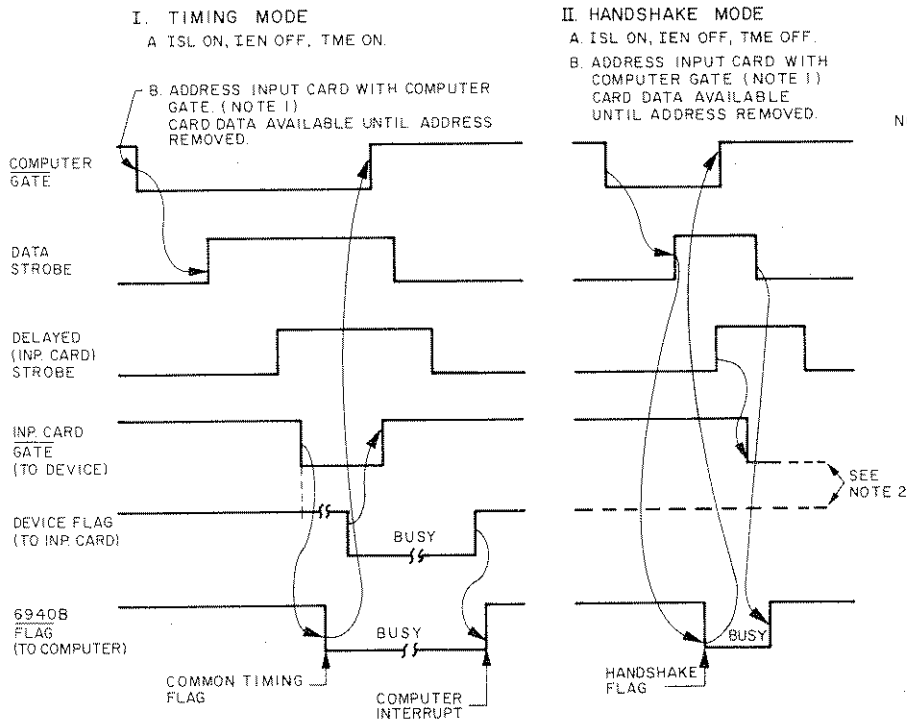 I. TIMING MODE
A ISL ON, IEN OFF, TME ON.
B. ADDRESS INPUT CARD WITH COMPUTER
GATE. (NOTE 1)
CARD DATA AVAILABLE UNTIL ADDRESS
REMOVED.
II. HANDSHAKE MODE
A. ISL ON, IEN OFF, TME OFF.
B. ADDRESS INPUT CARD WITH
COMPUTER GATE (NOTE 1)
CARD DATA AVAILABLE
UNTIL ADDRESS REMOVED.
N
COMPUTER
GATE
DATA
STROBE
DELAYED
(INP. CARD)
STROBE
INP. CARD
GATE
(TO DEVICE)
SEE
NOTE 2
DEVICE FLAG
(TO INP. CARD)
BUSY
6940B
FLAG
(TO COMPUTER)
BUSY
BUSY
COMMON TIMING
FLAG
COMPUTER
INTERRUPT
HANDSHAKE
FLAG